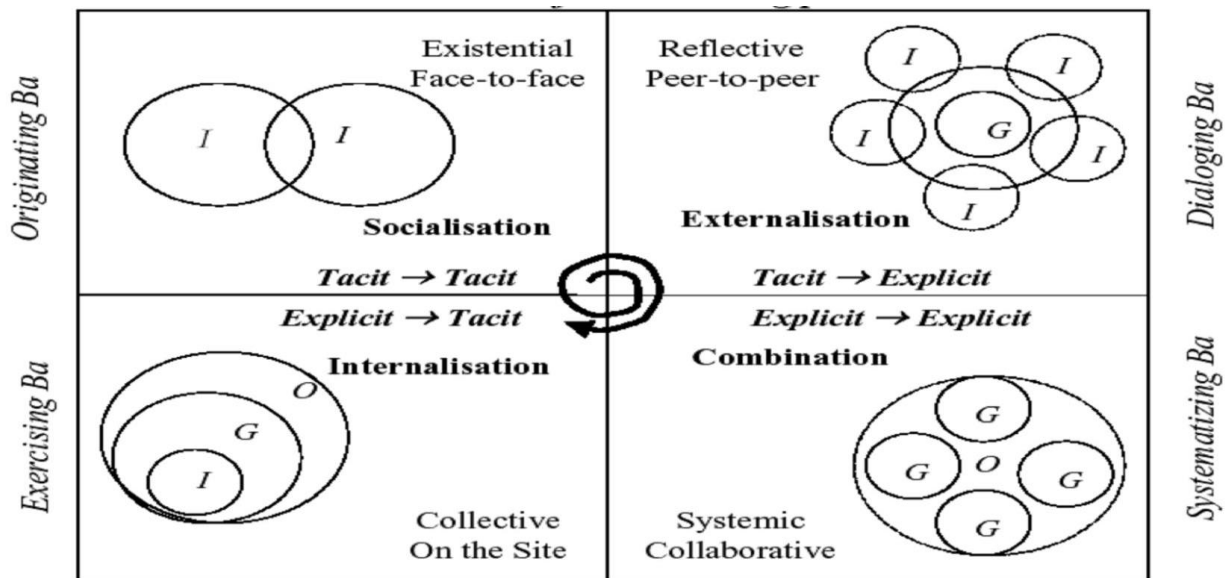 Originating Ba
Existential
Face-to-face
I
I
Socialisation
Tacit → Tacit
Reflective
Peer-to-peer
I
I
I
G
I
I
Externalisation
Tacit → Explicit
Dialoging Ba
Exercising Ba
Explicit → Tacit
Internalisation
O
G
I
Collective
On the Site
Explicit → Explicit
Combination
G
G
O
G
G
Systemic
Collaborative
Systematizing Ba